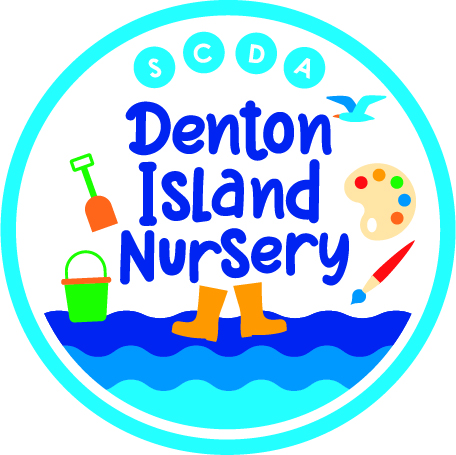 SCDA
Denton
Island
Nursery